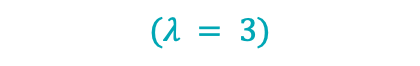 (λ = 3)